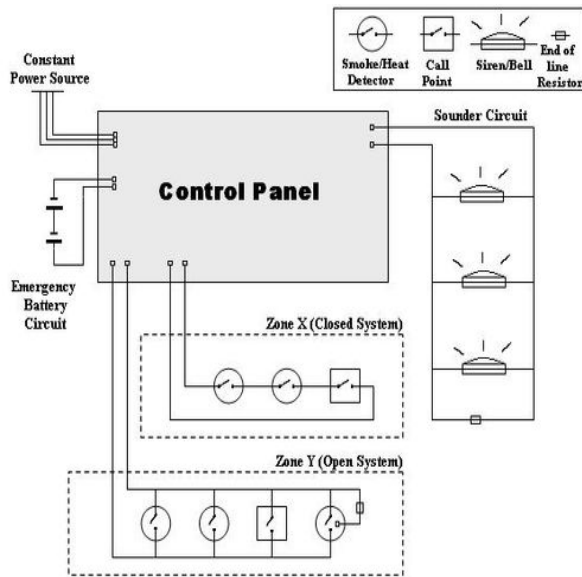 Constant
Power Source
Smoke/Heat
Detector
Call
Point
Siren/Bell
End of
line
Resistor
Sounder Circuit
Control Panel
Emergency
Battery
Circuit
Zone X (Closed System)
Zone Y (Open System)